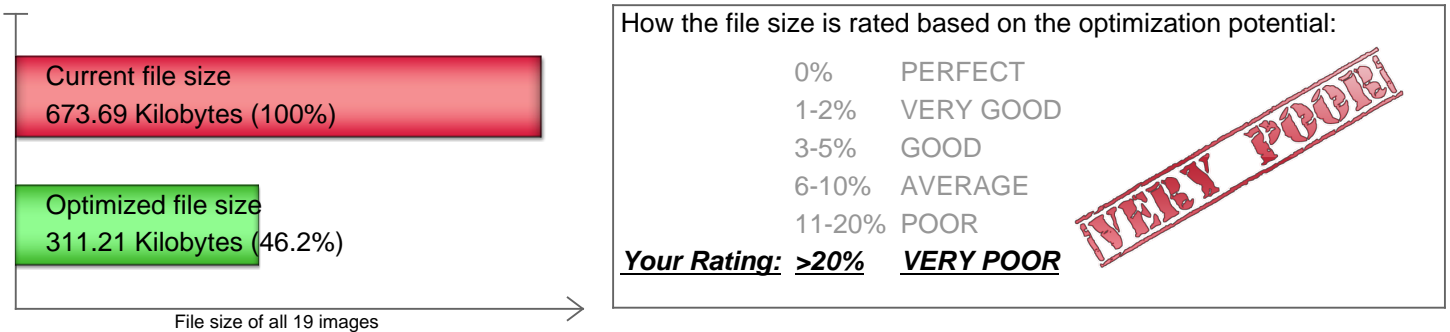 Current file size
673.69 Kilobytes (100%)
Optimized file size
311.21 Kilobytes (46.2%)
File size of all 19 images
How the file size is rated based on the optimization potential:
0% PERFECT
1-2% VERY GOOD
3-5% GOOD
6-10% AVERAGE
11-20% POOR
Your Rating: >20% VERY POOR
VERY POOR